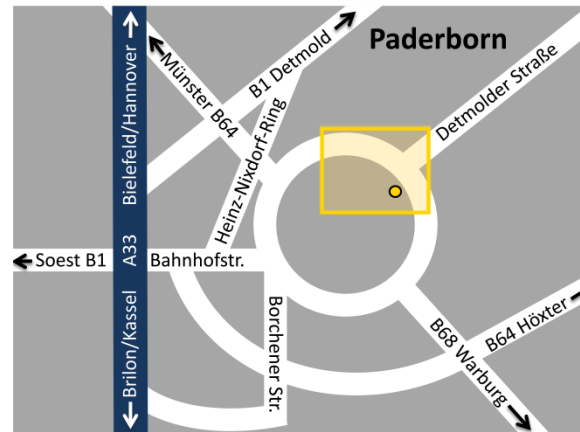 Paderborn
Münster B64
B1 Detmold
Detmolder Straße
Bielefeld/Hannover
Heinz-Nixdorf-Ring
Soest B1
A33
Bahnhofstr.
Brilon/Kassel
Borchener Str.
B68 Warburg
B64 Höxter